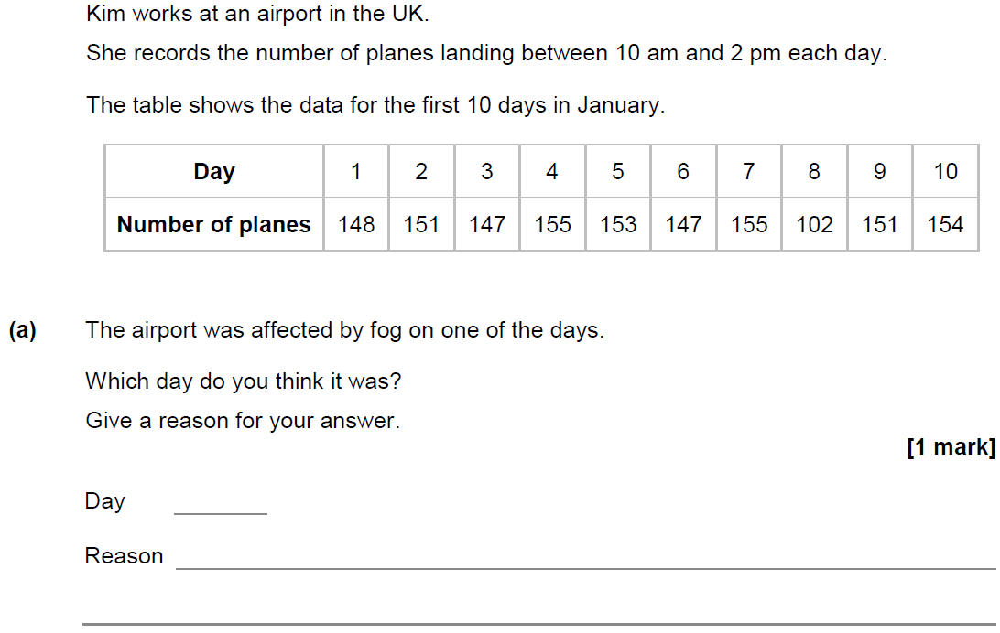 Kim works at an airport in the UK.
She records the number of planes landing between 10 am and 2 pm each day.
The table shows the data for the first 10 days in January.
Day 1 2 3 4 5 6 7 8 9 10
Number of planes 148 151 147 155 153 147 155 102 151 154
(a) The airport was affected by fog on one of the days.
Which day do you think it was?
Give a reason for your answer.
[1 mark]
Day
Reason